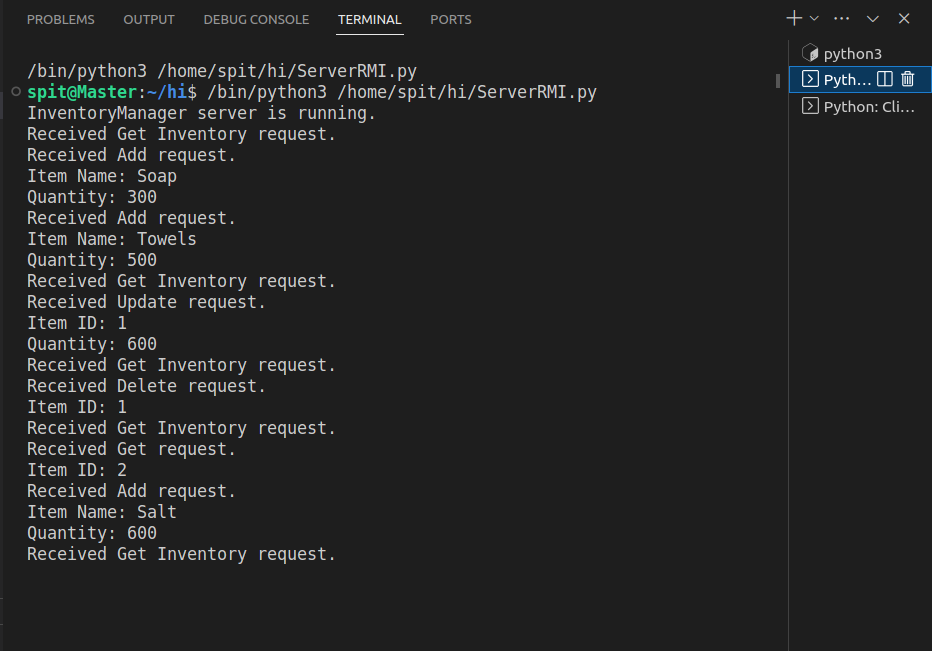 PROBLEMS OUTPUT DEBUG CONSOLE TERMINAL PORTS
/bin/python3 /home/spit/hi/ServerRMI.py
spit@Master:~/hi$ /bin/python3 /home/spit/hi/ServerRMI.py
InventoryManager server is running.
Received Get Inventory request.
Received Add request.
Item Name: Soap
Quantity: 300
Received Add request.
Item Name: Towels
Quantity: 500
Received Get Inventory request.
Received Update request.
Item ID: 1
Quantity: 600
Received Get Inventory request.
Received Delete request.
Item ID: 1
Received Get Inventory request.
Received Get request.
Item ID: 2
Received Add request.
Item Name: Salt
Quantity: 600
Received Get Inventory request.
python3
Pyth...
Python: Cli...